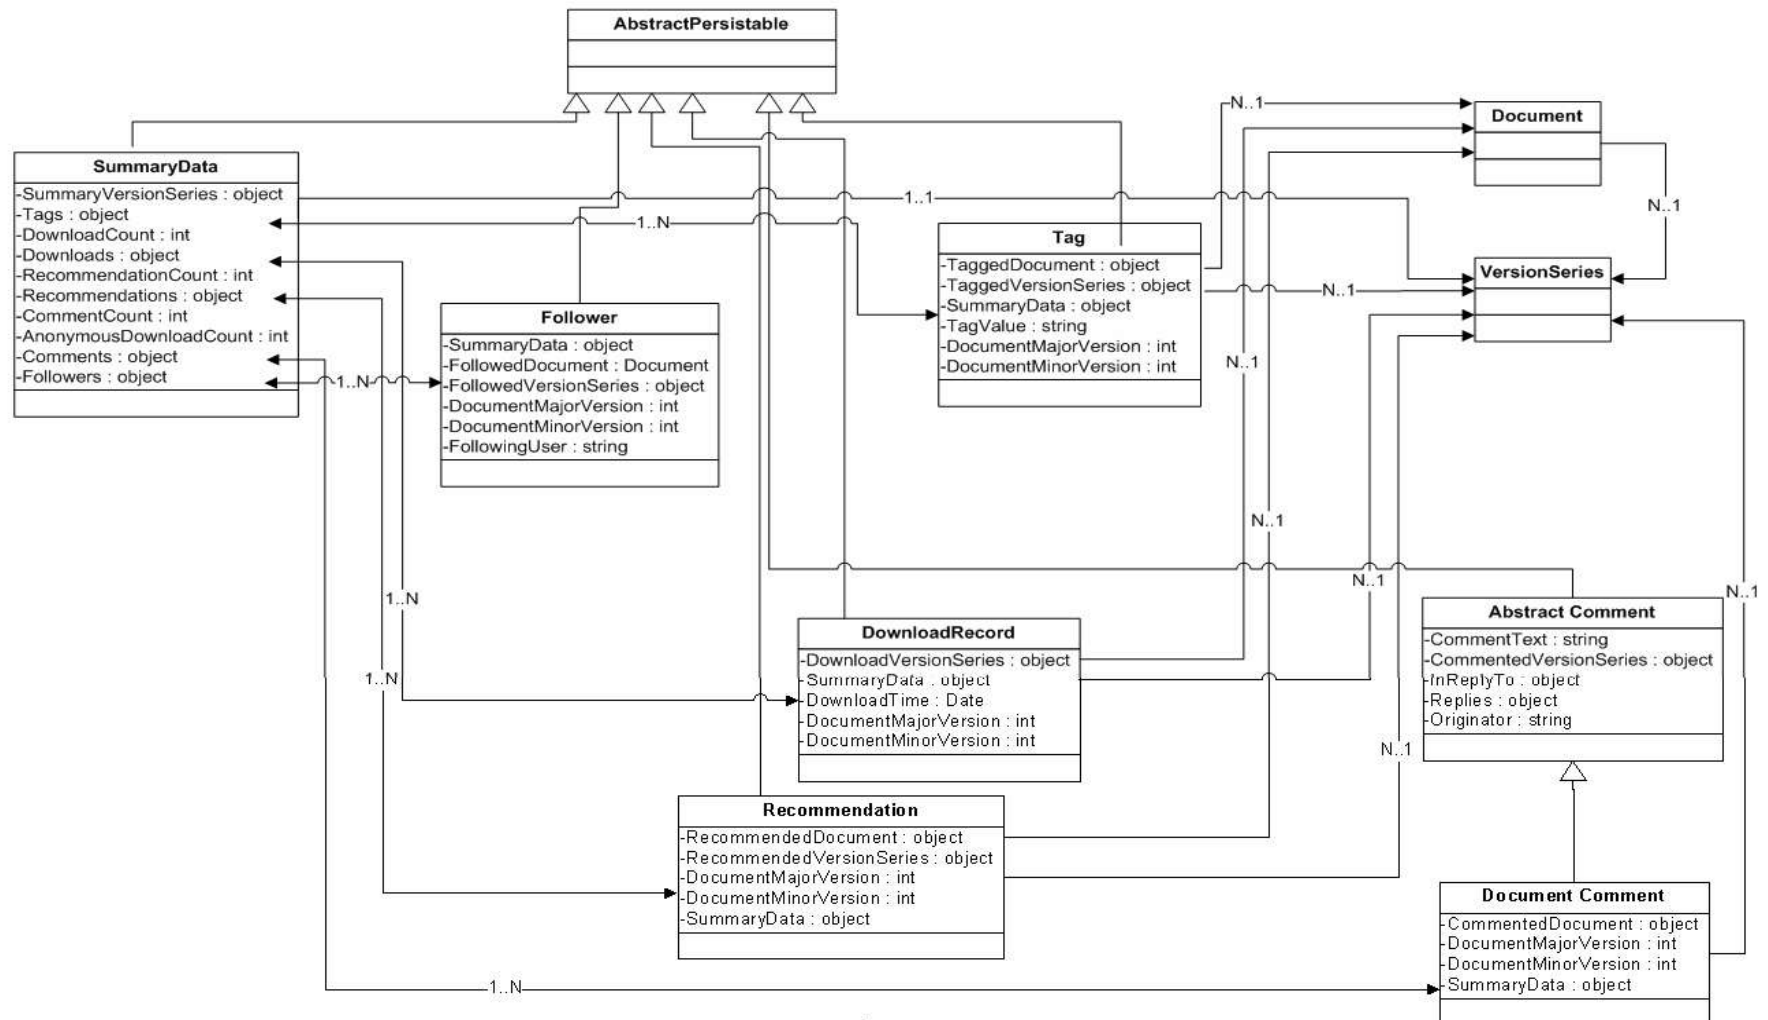 AbstractPersistable
SummaryData
-SummaryVersionSeries : object
-Tags : object
-DownloadCount : int
-Downloads : object
-RecommendationCount : int
-Recommendations : object
-CommentCount : int
-AnonymousDownloadCount : int
-Comments : object
-Followers : object
Follower
-SummaryData : object
-FollowedDocument : Document
-FollowedVersionSeries : object
-DocumentMajorVersion : int
-DocumentMinorVersion : int
-FollowingUser : string
Tag
-TaggedDocument : object
-TaggedVersionSeries : object
-SummaryData : object
-TagValue : string
-DocumentMajorVersion : int
-DocumentMinorVersion : int
Document
VersionSeries
N..1
1..1
N..1
1..N
N..1
N..1
1..N
N..1
N..1
N..1
1..N
1..N
N..1
1..N
DownloadRecord
-DownloadVersionSeries : object
-SummaryData : object
-DownloadTime : Date
-DocumentMajorVersion : int
-DocumentMinorVersion : int
Abstract Comment
-CommentText : string
-CommentedVersionSeries : object
-InReplyTo : object
-Replies : object
-Originator : string
Recommendation
-RecommendedDocument : object
-RecommendedVersionSeries : object
-DocumentMajorVersion : int
-DocumentMinorVersion : int
-SummaryData : object
Document Comment
-CommentedDocument : object
-DocumentMajorVersion : int
-DocumentMinorVersion : int
-SummaryData : object